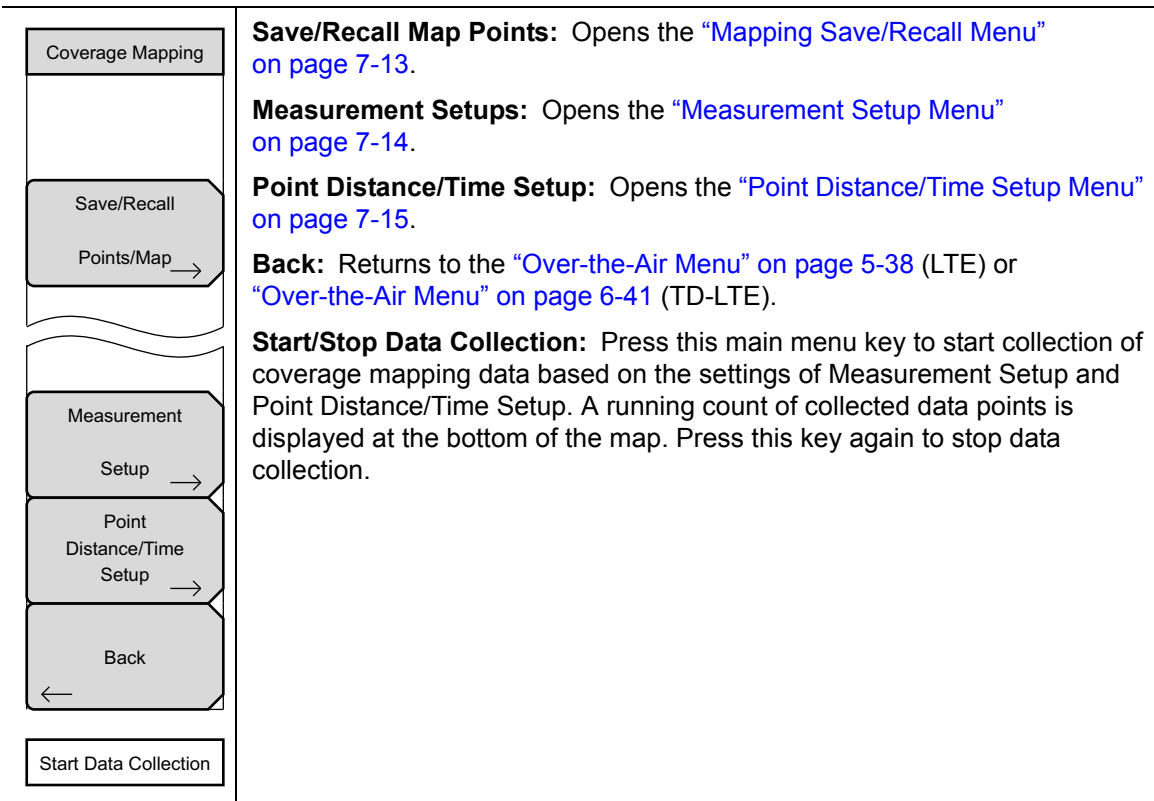 Coverage Mapping
Save/Recall
Points/Map
Measurement
Setup
Point
Distance/Time
Setup
Back
Start Data Collection
Save/Recall Map Points: Opens the “Mapping Save/Recall Menu”
on page 7-13.
Measurement Setups: Opens the “Measurement Setup Menu”
on page 7-14.
Point Distance/Time Setup: Opens the “Point Distance/Time Setup Menu”
on page 7-15.
Back: Returns to the “Over-the-Air Menu” on page 5-38 (LTE) or
“Over-the-Air Menu” on page 6-41 (TD-LTE).
Start/Stop Data Collection: Press this main menu key to start collection of
coverage mapping data based on the settings of Measurement Setup and
Point Distance/Time Setup. A running count of collected data points is
displayed at the bottom of the map. Press this key again to stop data
collection.